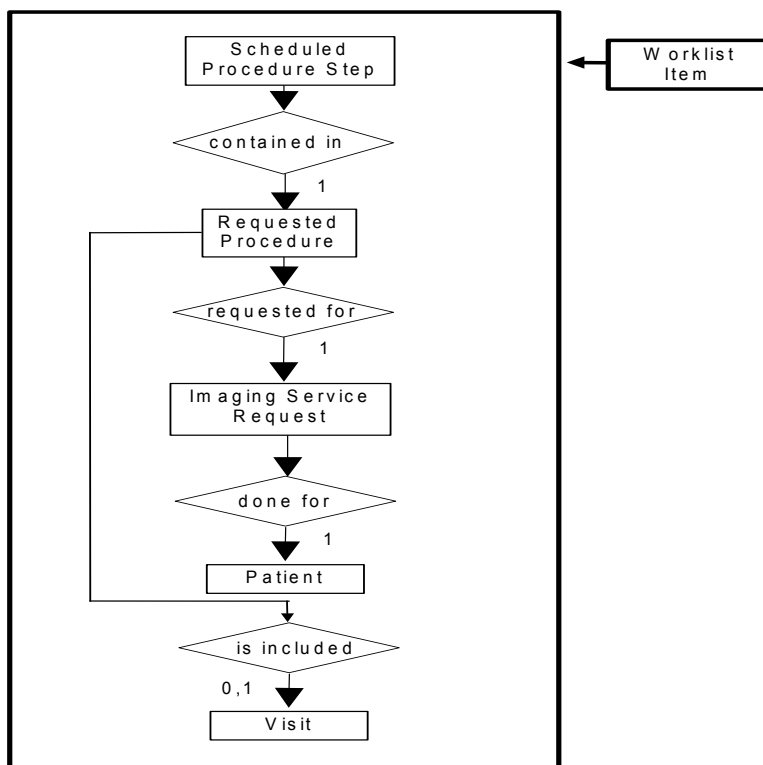 Scheduled
Procedure Step
Worklist
Item
contained in
1
Requested
Procedure
requested for
1
Imaging Service
Request
done for
1
Patient
is included
0,1
Visit